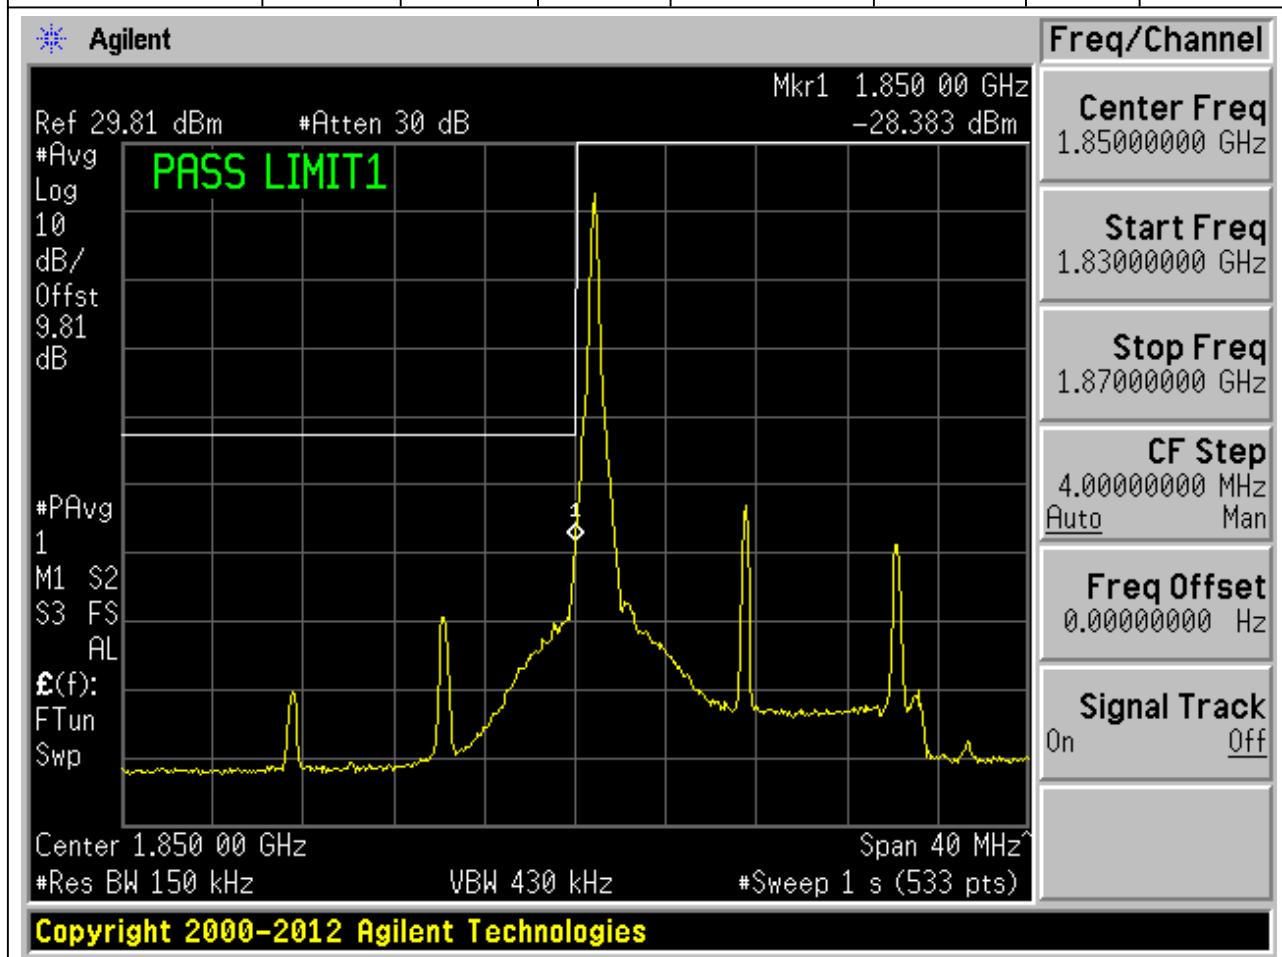 Agilent
Freq/Channel
Mkr1 1.850 00 GHz
Ref 29.81 dBm #Atten 30 dB -28.383 dBm
#Avg
Log
10
dB/
Offst
9.81
dB
PASS LIMIT1
1
#PAvg
1
M1 S2
S3 FS
AL
£(f):
FTun
Swp
Center 1.850 00 GHz Span 40 MHz^
#Res BW 150 kHz VBW 430 kHz #Sweep 1 s (533 pts)
Copyright 2000-2012 Agilent Technologies
Center Freq
1.85000000 GHz
Start Freq
1.83000000 GHz
Stop Freq
1.87000000 GHz
CF Step
4.00000000 MHz
Auto Man
Freq Offset
0.00000000 Hz
Signal Track
On Off